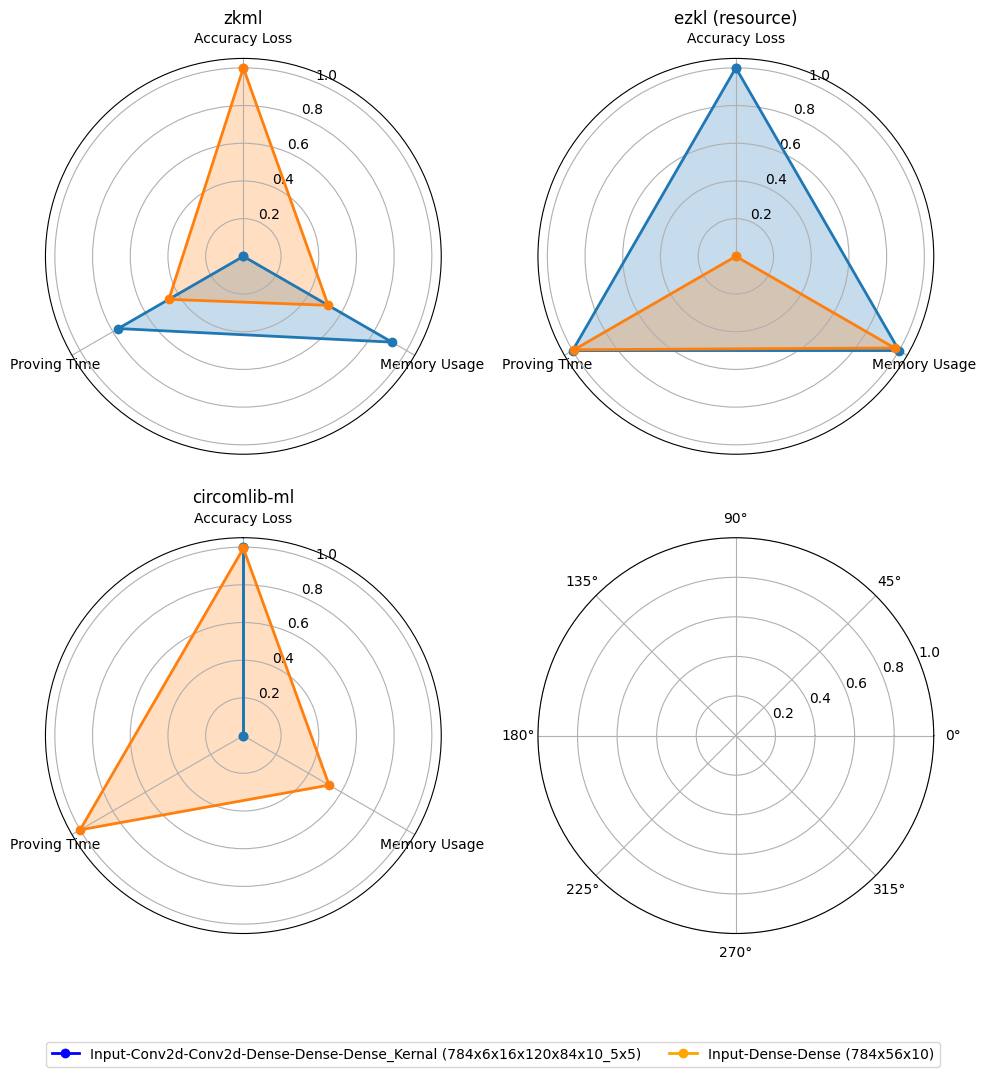 zkml
Accuracy Loss
1.0
0.8
0.6
0.4
0.2
Proving Time
Memory Usage
ezkl (resource)
Accuracy Loss
1.0
0.8
0.6
0.4
0.2
Proving Time
Memory Usage
circomlib-ml
Accuracy Loss
1.0
0.8
0.6
0.4
0.2
Proving Time
Memory Usage
90°
135°
45°
1.0
0.8
0.6
0.4
0.2
180°
0°
225°
315°
270°
Input-Conv2d-Conv2d-Dense-Dense-Dense_Kernal (784x6x16x120x84x10_5x5)
Input-Dense-Dense (784x56x10)